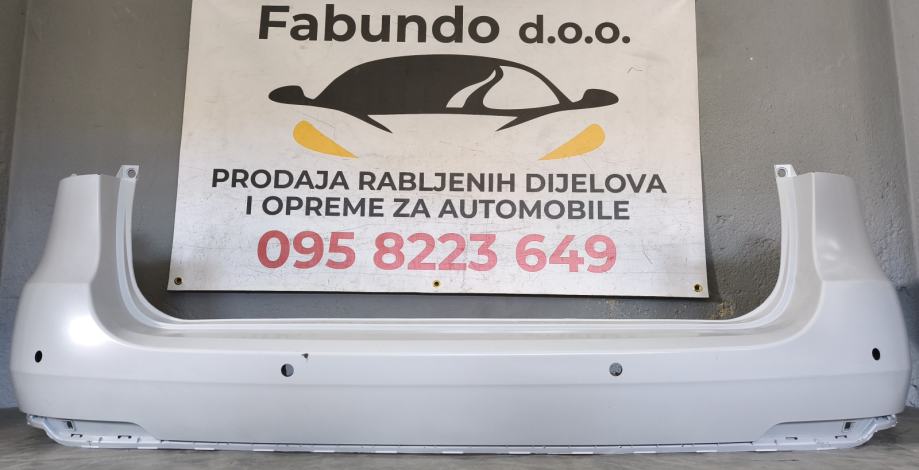 Fabundo d.o.o.
PRODAJA RABLJENIH DIJELOVA
I OPREME ZA AUTOMOBILE
095 8223 649